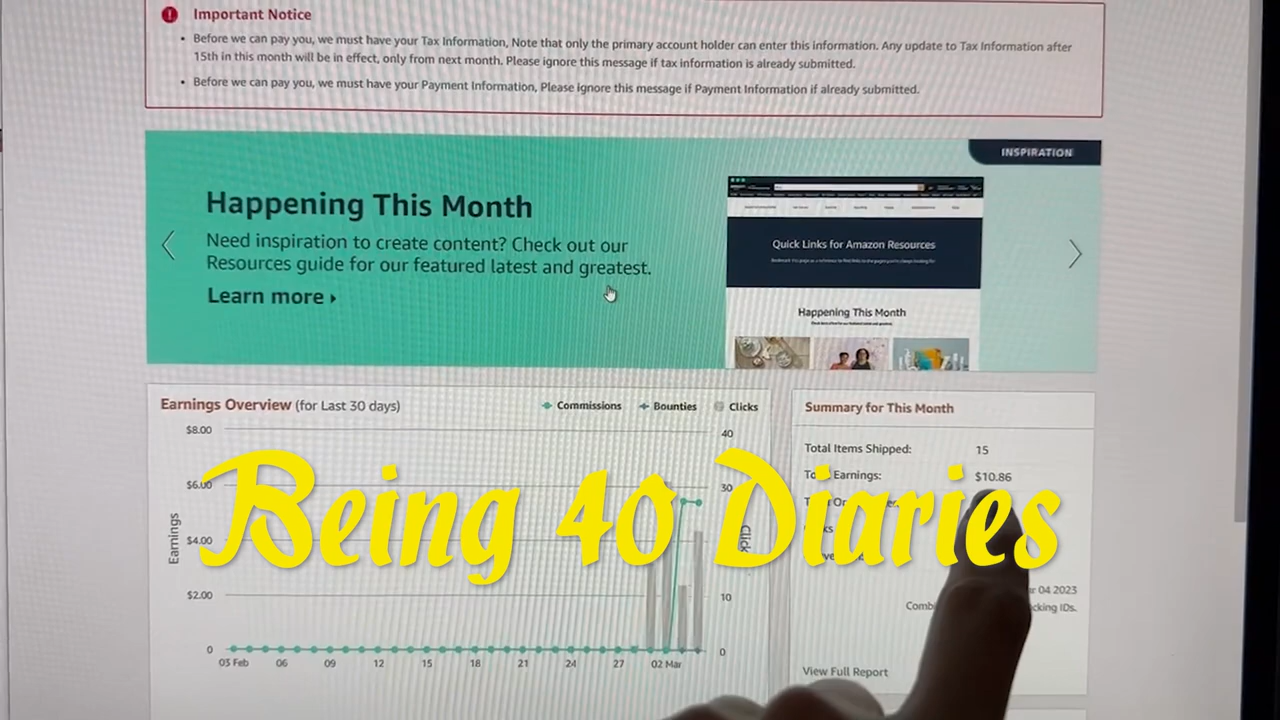 Important Notice
• Before we can pay you, we must have your Tax Information, Note that only the primary account holder can enter this information. Any update to Tax Information after
15th in this month will be in effect, only from next month. Please ignore this message if tax information is already submitted.
• Before we can pay you, we must have your Payment Information, Please ignore this message if Payment Information if already submitted.
INSPIRATION
Happening This Month
Need inspiration to create content? Check out our
Resources guide for our featured latest and greatest.
Learn more
Quick Links for Amazon Resources
Happening This Month
Earnings Overview (for Last 30 days)
Commissions
Bounties
Clicks
$8.00
$6.00
$4.00
$2.00
0
Earnings
40
30
10
0
03 Feb 06 09 12 15 18 21 24 27 02 Mar
Summary for This Month
Total Items Shipped: 15
Earnings: $10.86
04 2023
IDs.
View Full Report
Being 40 Diaries